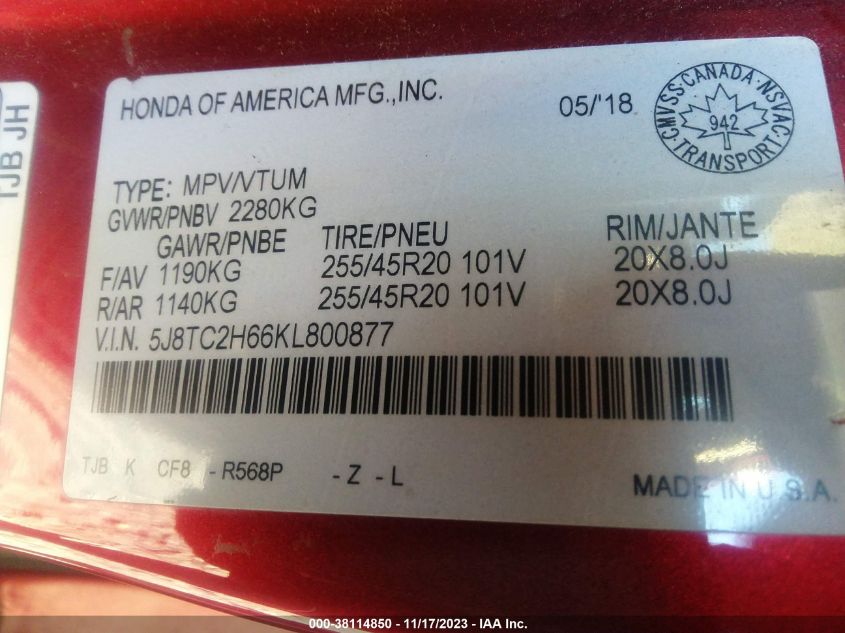 TJB JH
HONDA OF AMERICA MFG.,INC.
05/'18
CMVSS·CANADA·NSVAC·TRANSPORT
942
TYPE: MPV/VTUM
GVWR/PNBV 2280KG
GAWR/PNBE TIRE/PNEU RIM/JANTE
F/AV 1190KG 255/45R20 101V 20X8.0J
R/AR 1140KG 255/45R20 101V 20X8.0J
V.I.N. 5J8TC2H66KL800877
TJB K CF8 - R568P - Z - L
MADE IN U.S.A.
000-38114850 - 11/17/2023 - IAA Inc.